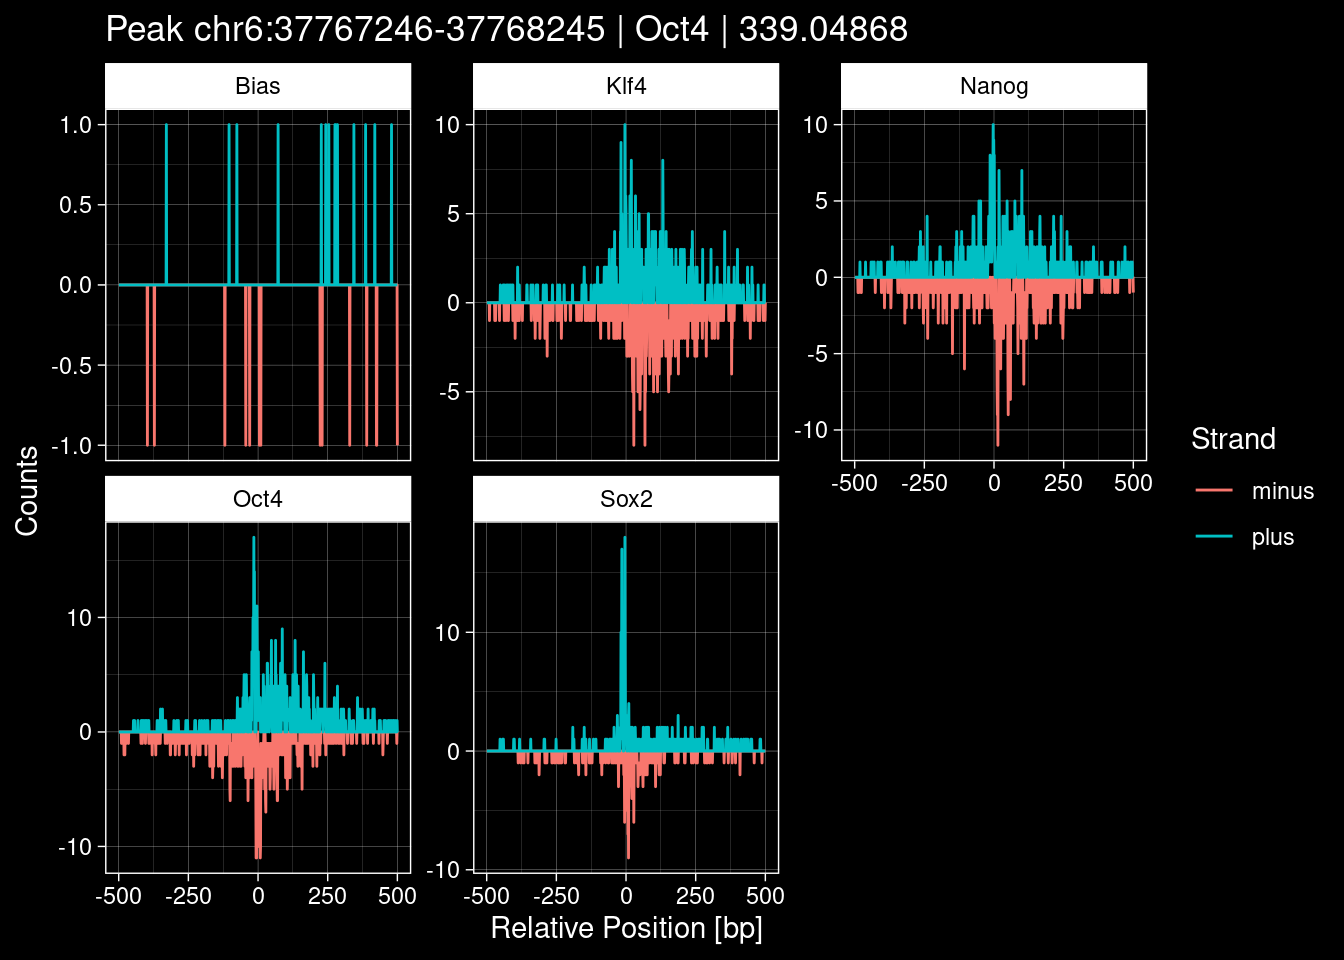 Peak chr6:37767246-37768245 | Oct4 | 339.04868
Bias
Klf4
Nanog
1.0
0.5
0.0
-0.5
-1.0
10
5
0
-5
10
5
0
-5
-10
-500 -250 0 250 500
Oct4
Sox2
10
0
-10
10
0
-10
-500 -250 0 250 500
-500 -250 0 250 500
Counts
Relative Position [bp]
Strand
minus
plus